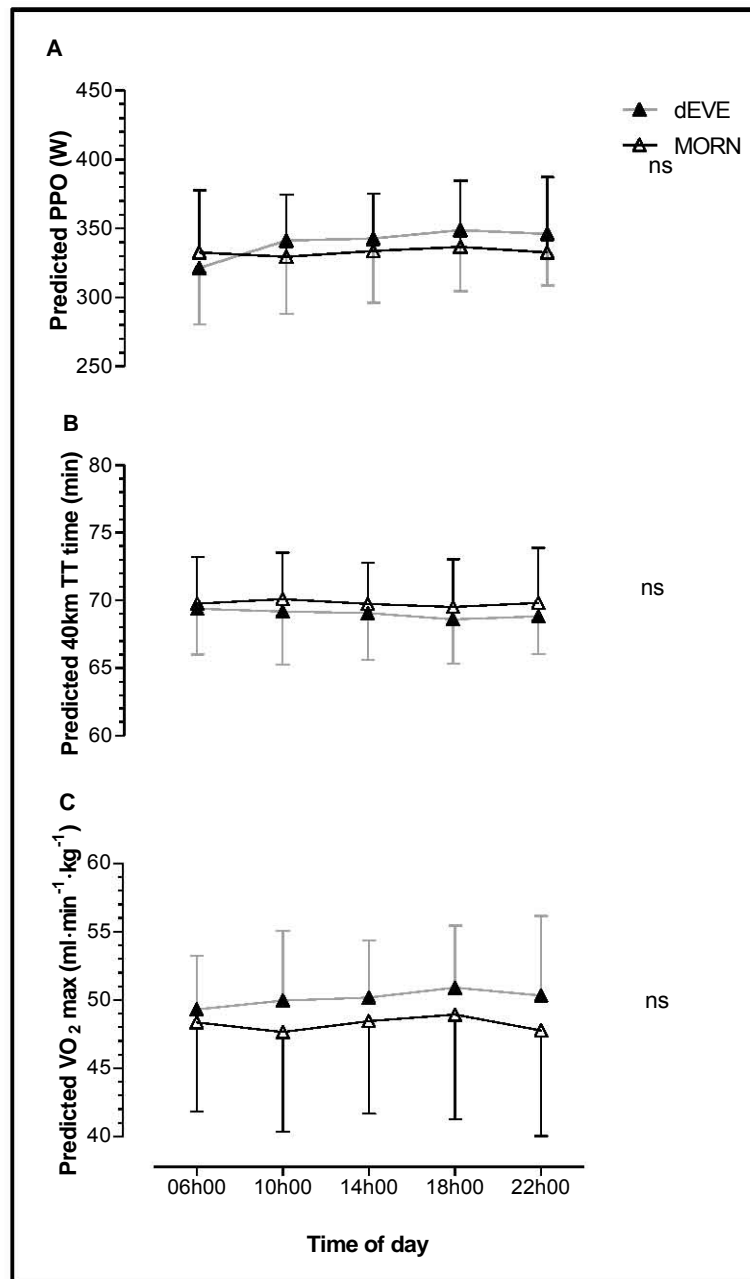 A
450
400
350
300
250
Predicted PPO (W)
dEVE
MORN
ns
B
80
75
70
65
60
Predicted 40km TT time (min)
ns
C
60
55
50
45
40
Predicted VO₂ max (ml·min⁻¹·kg⁻¹)
ns
06h00 10h00 14h00 18h00 22h00
Time of day